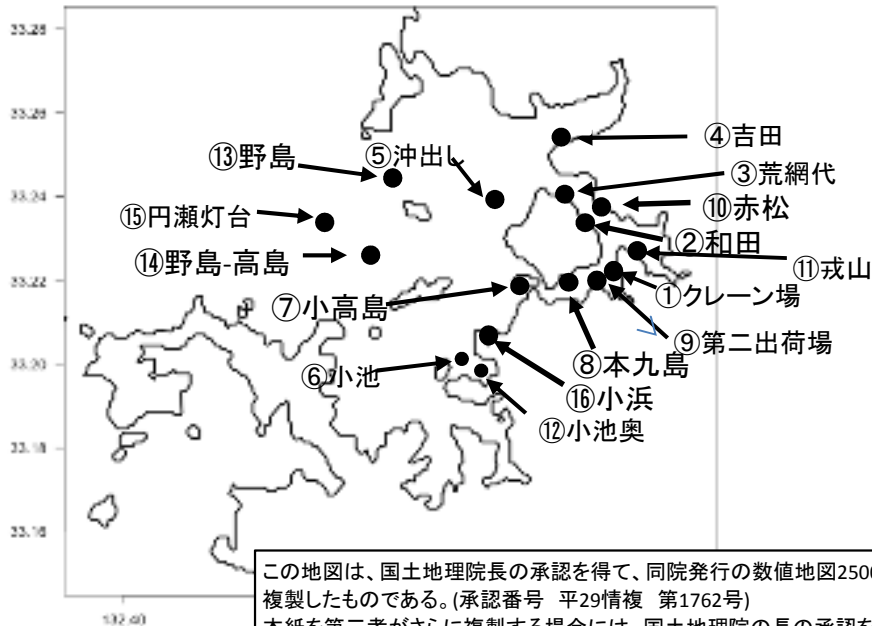 33.28
33.26
④吉田
⑬野島
⑤沖出し
③荒網代
33.24
⑩赤松
⑮円瀬灯台
②和田
⑭野島-高島
⑪戎山
33.22
①クレーン場
⑦小高島
⑨第二出荷場
⑧本九島
33.20
⑥小池
⑯小浜
⑫小池奥
33.18
33.16
この地図は、国土地理院長の承認を得て、同院発行の数値地図2500
複製したものである。(承認番号 平29情複 第1762号)
本紙を第三者がさらに複製する場合には、国土地理院の長の承認を
132.40